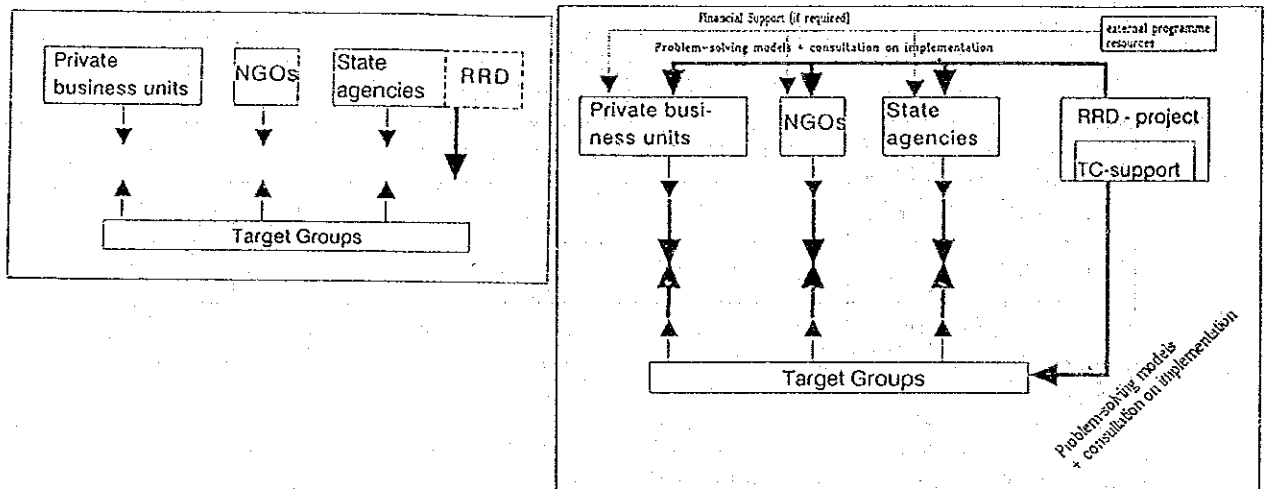 Private
business units
NGOs
State
agencies
RRD
Target Groups
Financial Support (if required)
external programme
resources
Problem-solving models + consultation on implementation
Private busi-
ness units
NGOs
State
agencies
RRD - project
TC-support
Target Groups
Problem-solving models
+ consultation on implementation